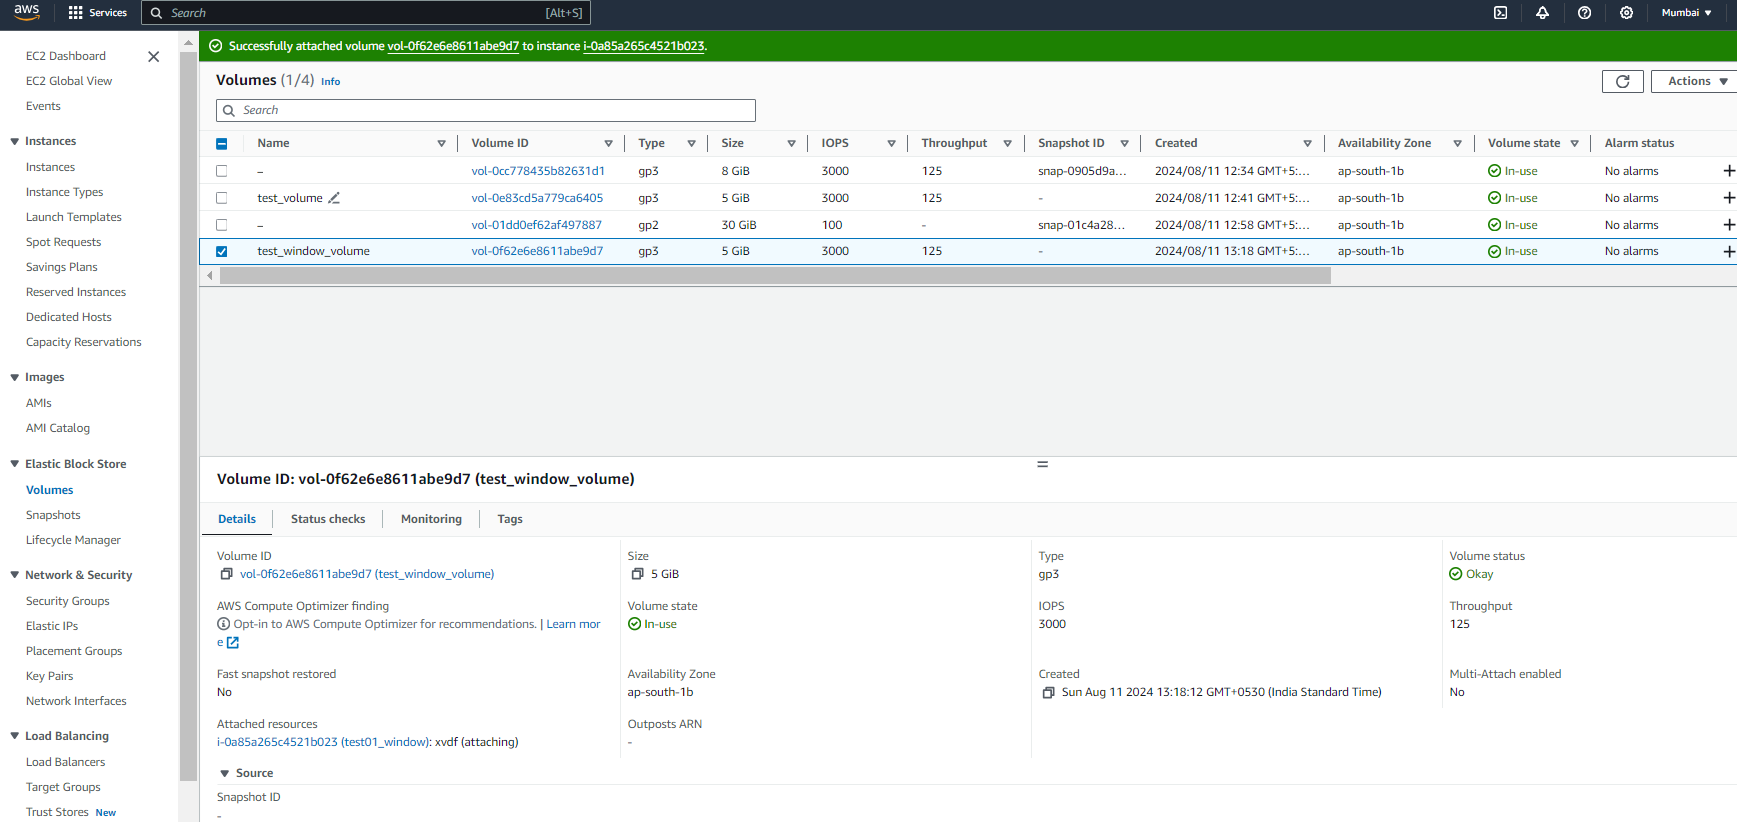 aws
Services
Search
[Alt+S]
Mumbai
EC2 Dashboard
EC2 Global View
Events
Instances
Instances
Instance Types
Launch Templates
Spot Requests
Savings Plans
Reserved Instances
Dedicated Hosts
Capacity Reservations
Images
AMIs
AMI Catalog
Elastic Block Store
Volumes
Snapshots
Lifecycle Manager
Network & Security
Security Groups
Elastic IPs
Placement Groups
Key Pairs
Network Interfaces
Load Balancing
Load Balancers
Target Groups
Trust Stores New
Successfully attached volume vol-0f62e6e8611abe9d7 to instance i-0a85a265c4521b023.
Volumes (1/4) Info
Actions
Search
Name Volume ID Type Size IOPS Throughput Snapshot ID Created Availability Zone Volume state Alarm status
– vol-0cc778435b82631d1 gp3 8 GiB 3000 125 snap-0905d9a... 2024/08/11 12:34 GMT+5:... ap-south-1b In-use No alarms
test_volume vol-0e83cd5a779ca6405 gp3 5 GiB 3000 125 - 2024/08/11 12:41 GMT+5:... ap-south-1b In-use No alarms
– vol-01dd0ef62af497887 gp2 30 GiB 100 - snap-01c4a28... 2024/08/11 12:58 GMT+5:... ap-south-1b In-use No alarms
test_window_volume vol-0f62e6e8611abe9d7 gp3 5 GiB 3000 125 - 2024/08/11 13:18 GMT+5:... ap-south-1b In-use No alarms
Volume ID: vol-0f62e6e8611abe9d7 (test_window_volume)
Details Status checks Monitoring Tags
Volume ID
vol-0f62e6e8611abe9d7 (test_window_volume)
Size
5 GiB
Type
gp3
Volume status
Okay
AWS Compute Optimizer finding
Opt-in to AWS Compute Optimizer for recommendations. | Learn mor
e
Volume state
In-use
IOPS
3000
Throughput
125
Fast snapshot restored
No
Availability Zone
ap-south-1b
Created
Sun Aug 11 2024 13:18:12 GMT+0530 (India Standard Time)
Multi-Attach enabled
No
Attached resources
i-0a85a265c4521b023 (test01_window): xvdf (attaching)
Outposts ARN
-
Source
Snapshot ID
-